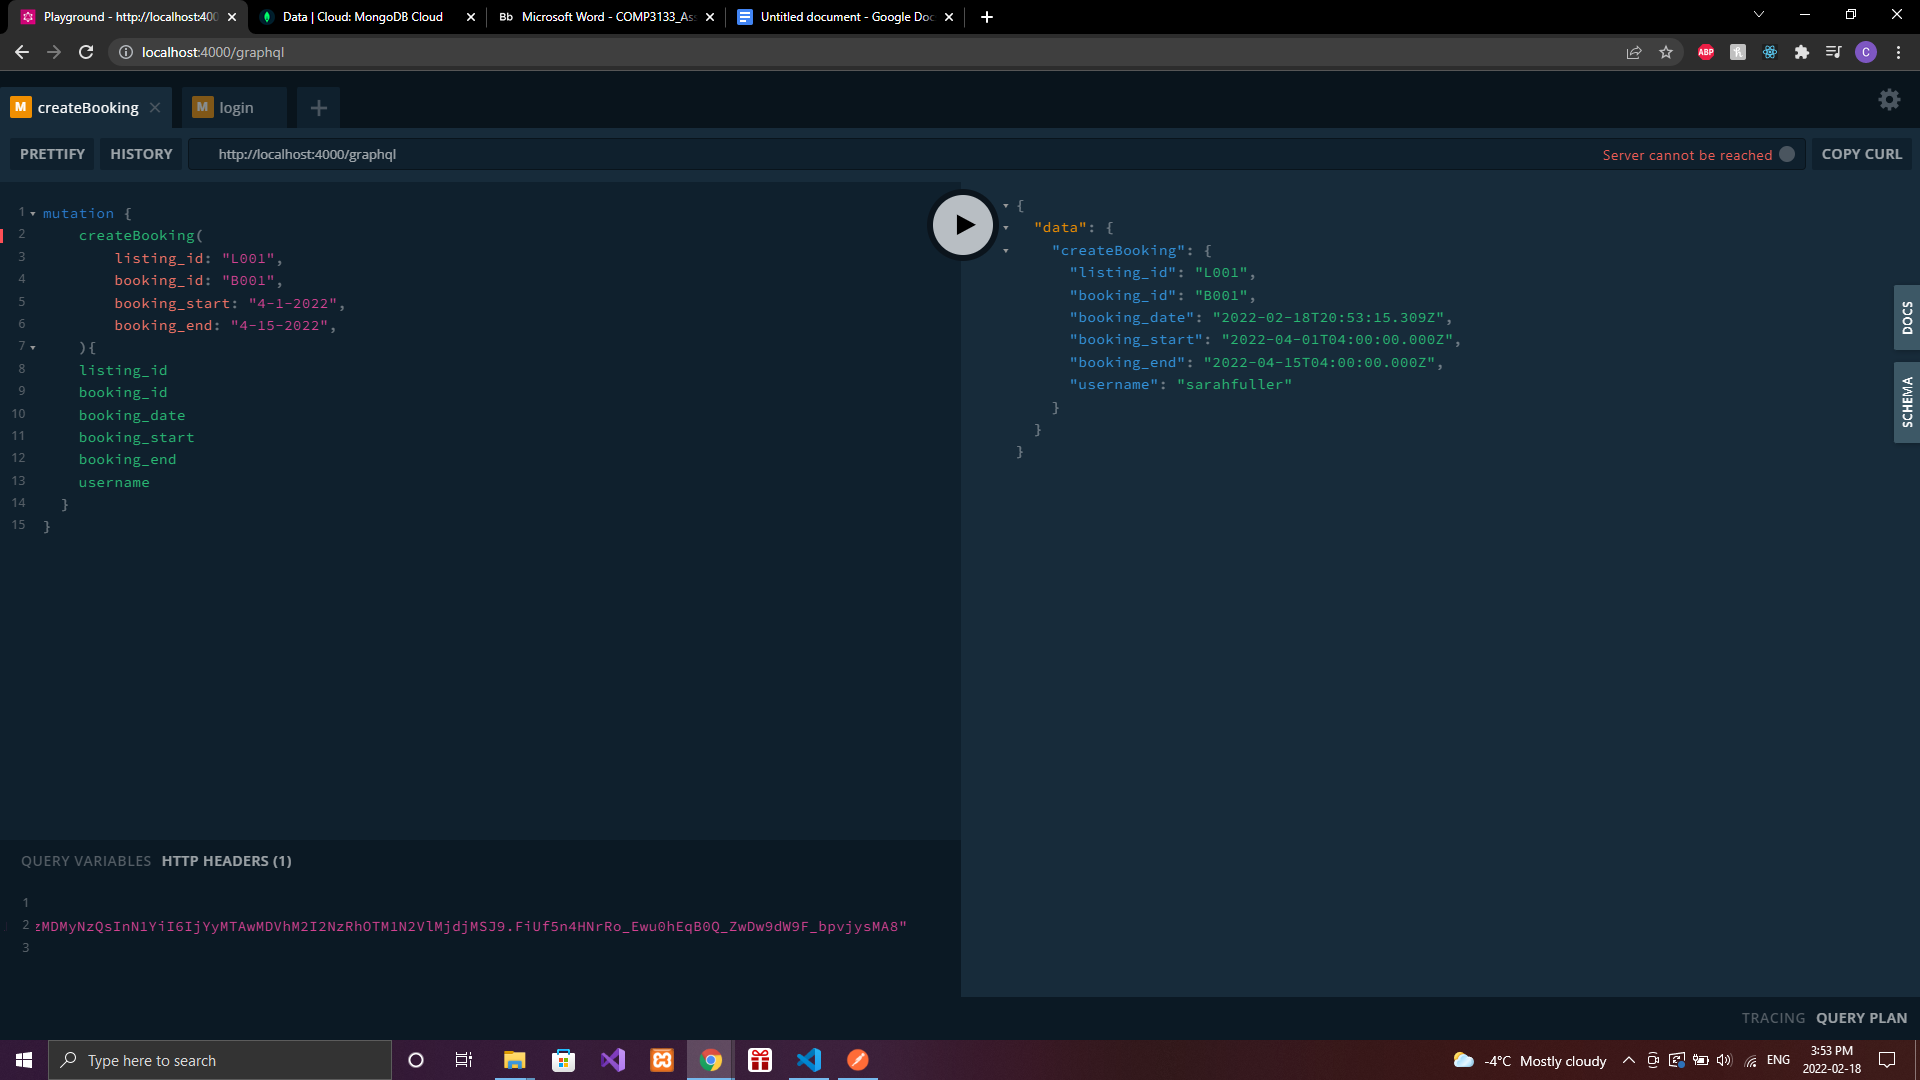 Playground - http://localhost:400
Data | Cloud: MongoDB Cloud
Bb Microsoft Word - COMP3133_Ass
Untitled document - Google Doc
localhost:4000/graphql
ABP
C
M createBooking
M login
PRETTIFY
HISTORY
http://localhost:4000/graphql
Server cannot be reached
COPY CURL
1 mutation {
2 createBooking(
3 listing_id: "L001",
4 booking_id: "B001",
5 booking_start: "4-1-2022",
6 booking_end: "4-15-2022",
7 ){
8 listing_id
9 booking_id
10 booking_date
11 booking_start
12 booking_end
13 username
14 }
15 }
{
"data": {
"createBooking": {
"listing_id": "L001",
"booking_id": "B001",
"booking_date": "2022-02-18T20:53:15.309Z",
"booking_start": "2022-04-01T04:00:00.000Z",
"booking_end": "2022-04-15T04:00:00.000Z",
"username": "sarahfuller"
}
}
}
DOCS
SCHEMA
QUERY VARIABLES
HTTP HEADERS (1)
1
2 zMDMyNzQsInN1YiI6IjYyMTAwMDVhM2I2NzRhOTM1N2VlMjdjMSJ9.FiUf5n4HNrRo_Ewu0hEqB0Q_ZwDw9dW9F_bpvjysMA8"
3
TRACING
QUERY PLAN
Type here to search
-4°C Mostly cloudy
ENG
3:53 PM
2022-02-18